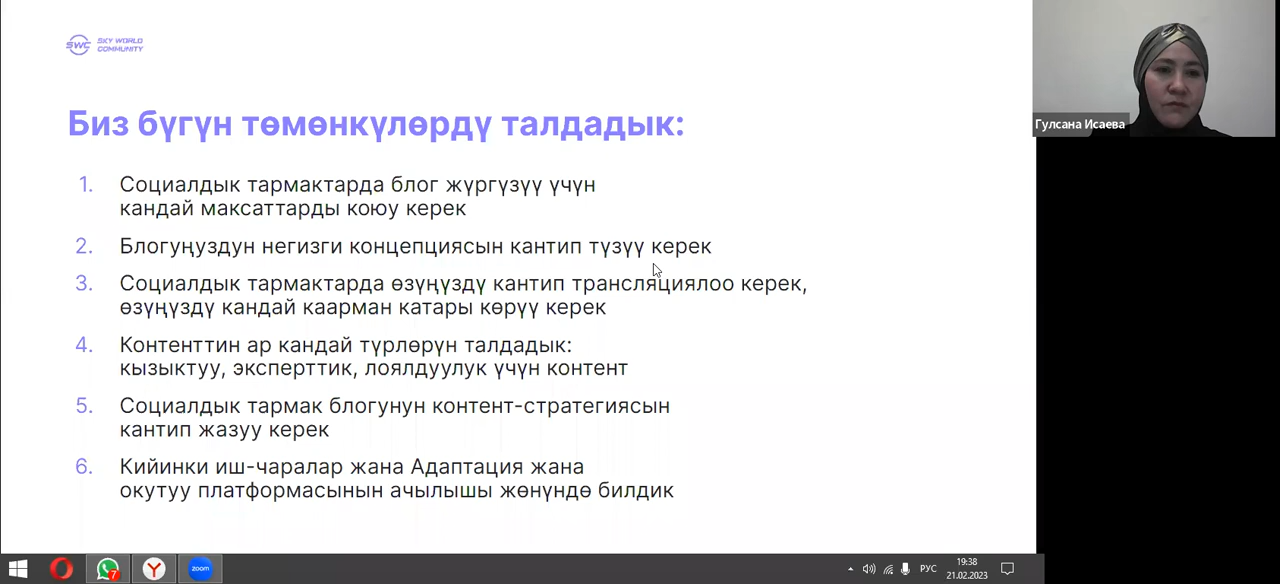 SWC SKY WORLD
COMMUNITY
Гулсана Исаева
Биз бүгүн төмөнкүлөрдү талдадык:
1. Социалдык тармактарда блог жүргүзүү үчүн
кандай максаттарды коюу керек
2. Блогуңуздун негизги концепциясын кантип түзүү керек
3. Социалдык тармактарда өзүңүздү кантип трансляциялоо керек,
өзүңүздү кандай каарман катары көрүү керек
4. Контенттин ар кандай түрлөрүн талдадык:
кызыктуу, эксперттик, лоялдуулук үчүн контент
5. Социалдык тармак блогунун контент-стратегиясын
кантип жазуу керек
6. Кийинки иш-чаралар жана Адаптация жана
окутуу платформасынын ачылышы жөнүндө билдик
7
zoom
РУС
19:38
21.02.2023